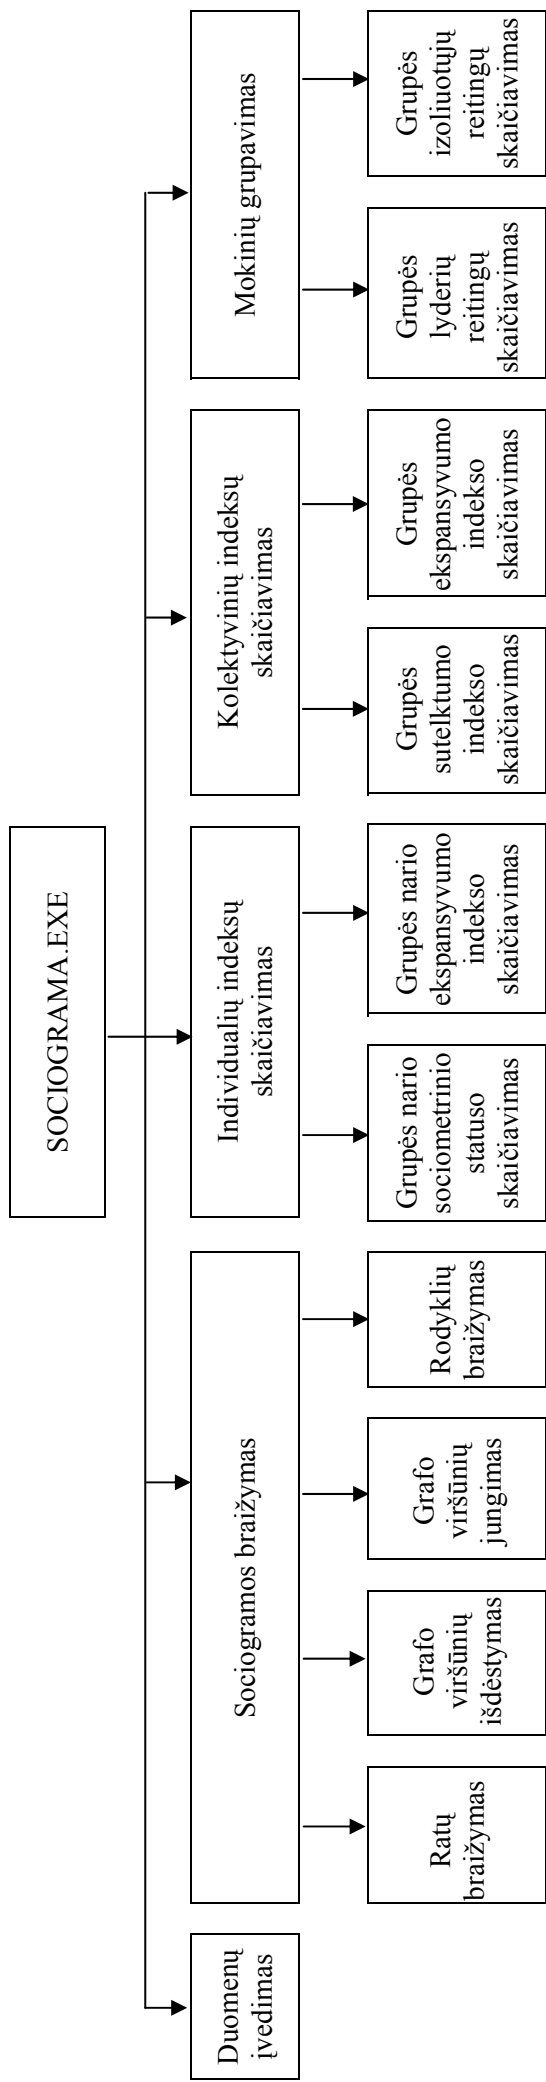 SOCIOGRAMA.EXE
Duomenų
įvedimas
Sociogramos braižymas
Individualių indeksų
skaičiavimas
Kolektyvinių indeksų
skaičiavimas
Mokinių grupavimas
Ratų
braižymas
Grafo
viršūnių
išdėstymas
Grafo
viršūnių
jungimas
Rodyklių
braižymas
Grupės nario
sociometrinio
statuso
skaičiavimas
Grupės nario
ekspansyvumo
indekso
skaičiavimas
Grupės
sutelktumo
indekso
skaičiavimas
Grupės
ekspansyvumo
indekso
skaičiavimas
Grupės
lyderių
reitingų
skaičiavimas
Grupės
izoliuotųjų
reitingų
skaičiavimas